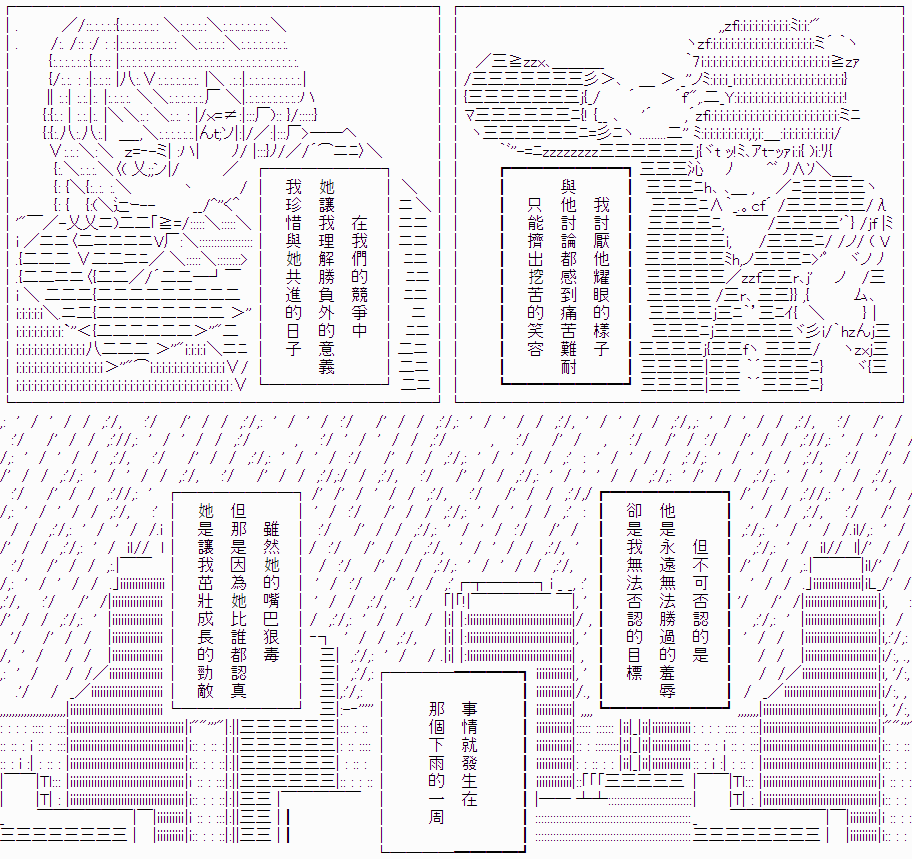 在我們的競爭中
她讓我理解勝負外的意義
我珍惜與她共進的日子
我討厭他耀眼的樣子
與他討論都感到痛苦難耐
只能擠出挖苦的笑容
雖然她的嘴巴狠毒
但那是因為她比誰都認真
她是讓我茁壯成長的勁敵
但不可否認的是
他是永遠無法勝過的羞辱
卻是我無法否認的目標
事情就發生在
那個下雨的一周